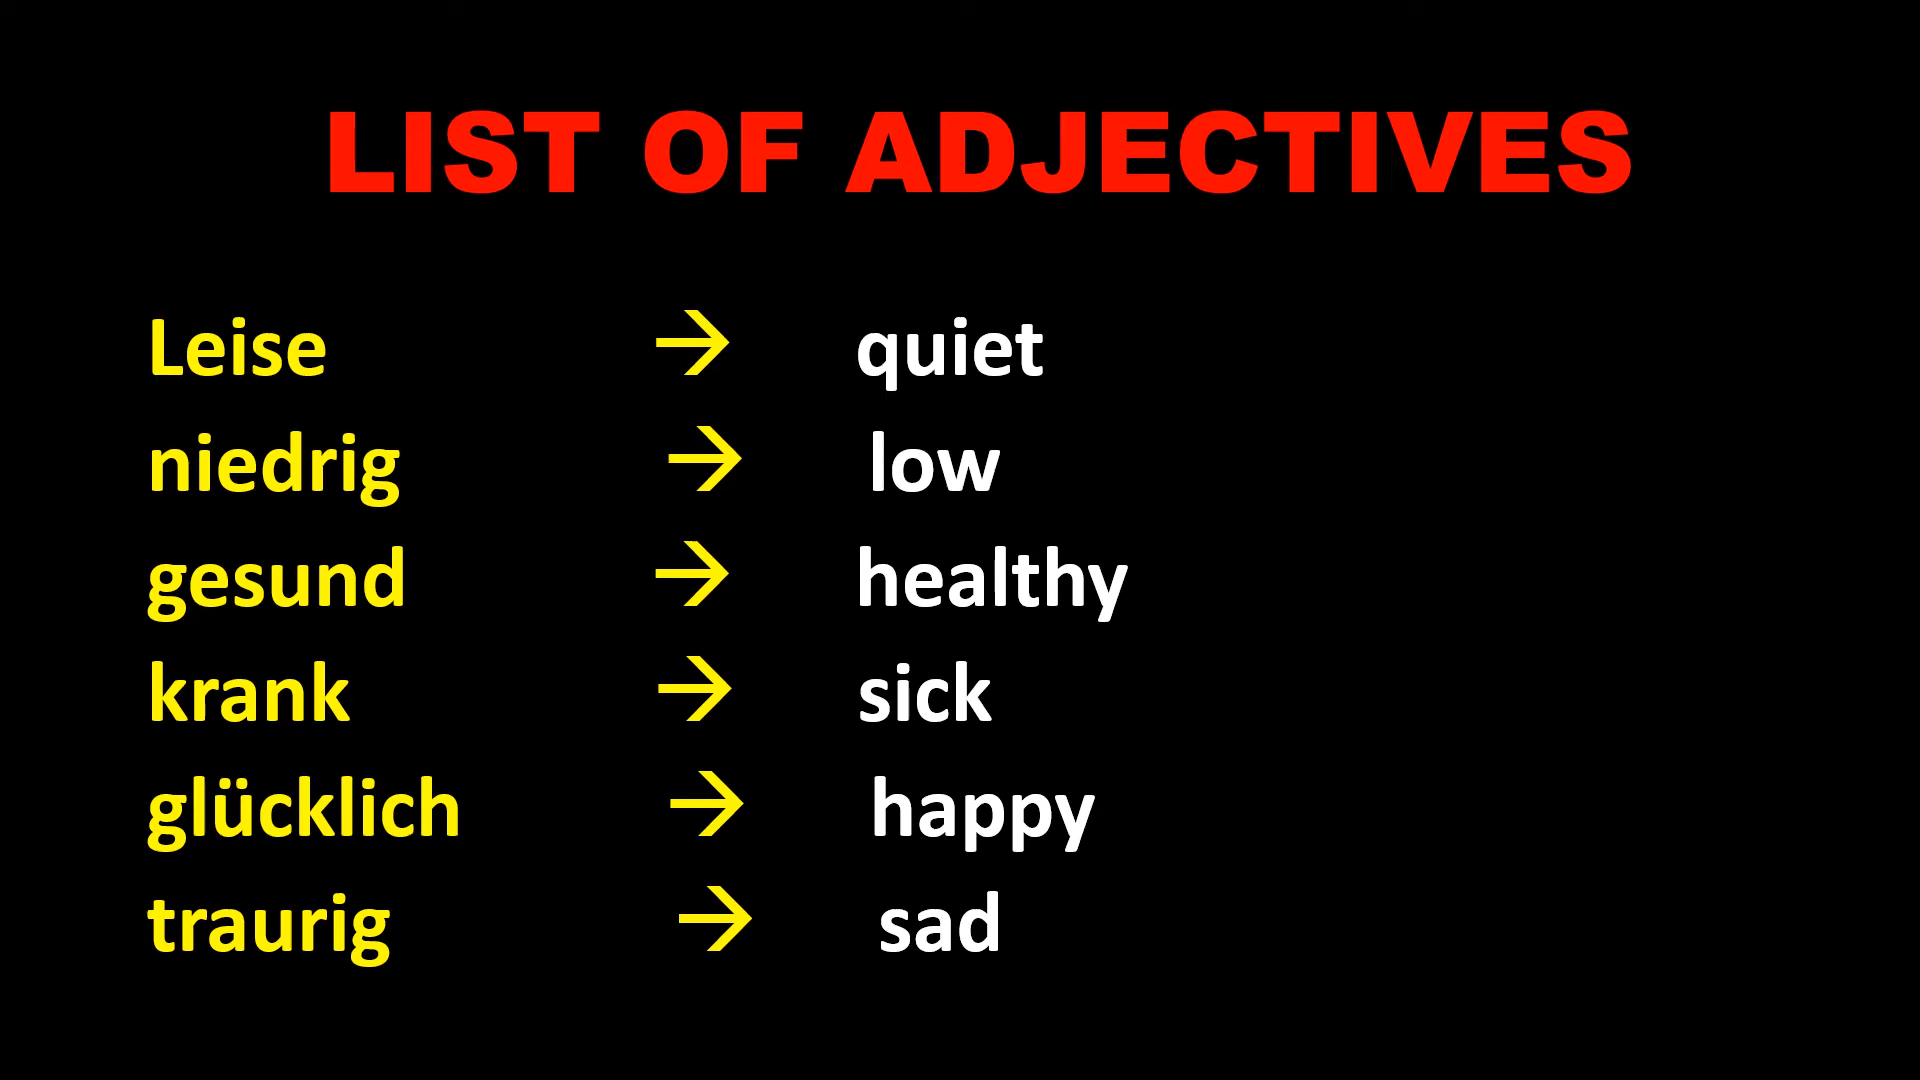 LIST OF ADJECTIVES
Leise → quiet
niedrig → low
gesund → healthy
krank → sick
glücklich → happy
traurig → sad